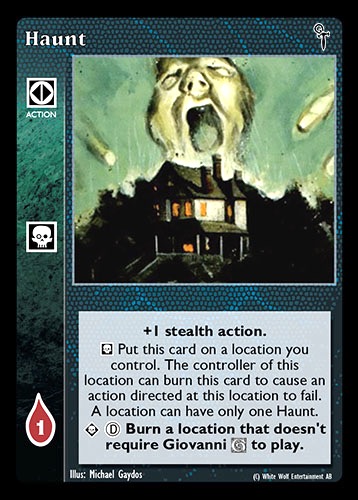 Haunt
ACTION
+1 stealth action.
Put this card on a location you
control. The controller of this
location can burn this card to cause an
action directed at this location to fail.
A location can have only one Haunt.
D Burn a location that doesn't
require Giovanni to play.
1
Illus: Michael Gaydos
(C) White Wolf Entertainment AB